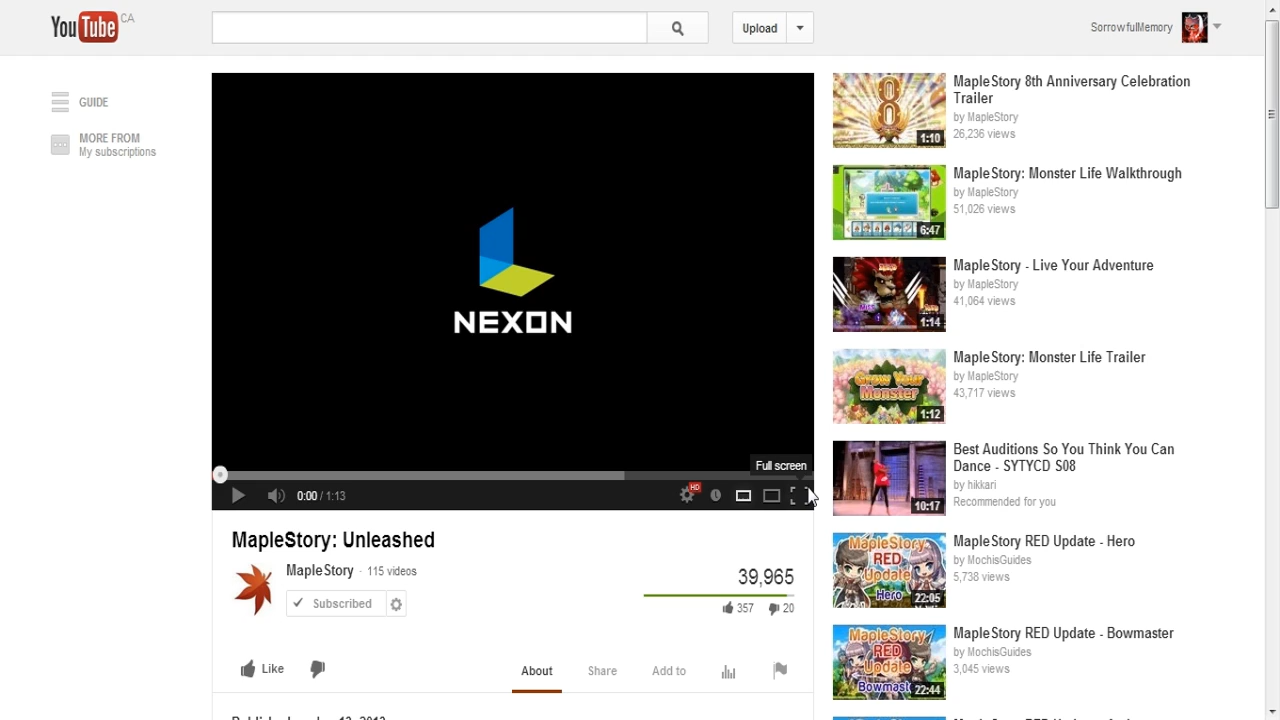 YouTube CA
Upload
SorrowfulMemory
GUIDE
MORE FROM
My subscriptions
NEXON
Full screen
HD
0:00 / 1:13
MapleStory: Unleashed
MapleStory · 115 videos
Subscribed
39,965
357 20
Like
About
Share
Add to
8
1:10
MapleStory 8th Anniversary Celebration
Trailer
by MapleStory
26,236 views
6:47
MapleStory: Monster Life Walkthrough
by MapleStory
51,026 views
1:14
MapleStory - Live Your Adventure
by MapleStory
41,064 views
Grow Your
Monster
1:12
MapleStory: Monster Life Trailer
by MapleStory
43,717 views
10:17
Best Auditions So You Think You Can
Dance - SYTYCD S08
by hikkari
Recommended for you
MapleStory
RED
Update
Hero
22:05
MapleStory RED Update - Hero
by MochisGuides
5,738 views
MapleStory
RED
Update
Bowmast
22:44
MapleStory RED Update - Bowmaster
by MochisGuides
3,045 views